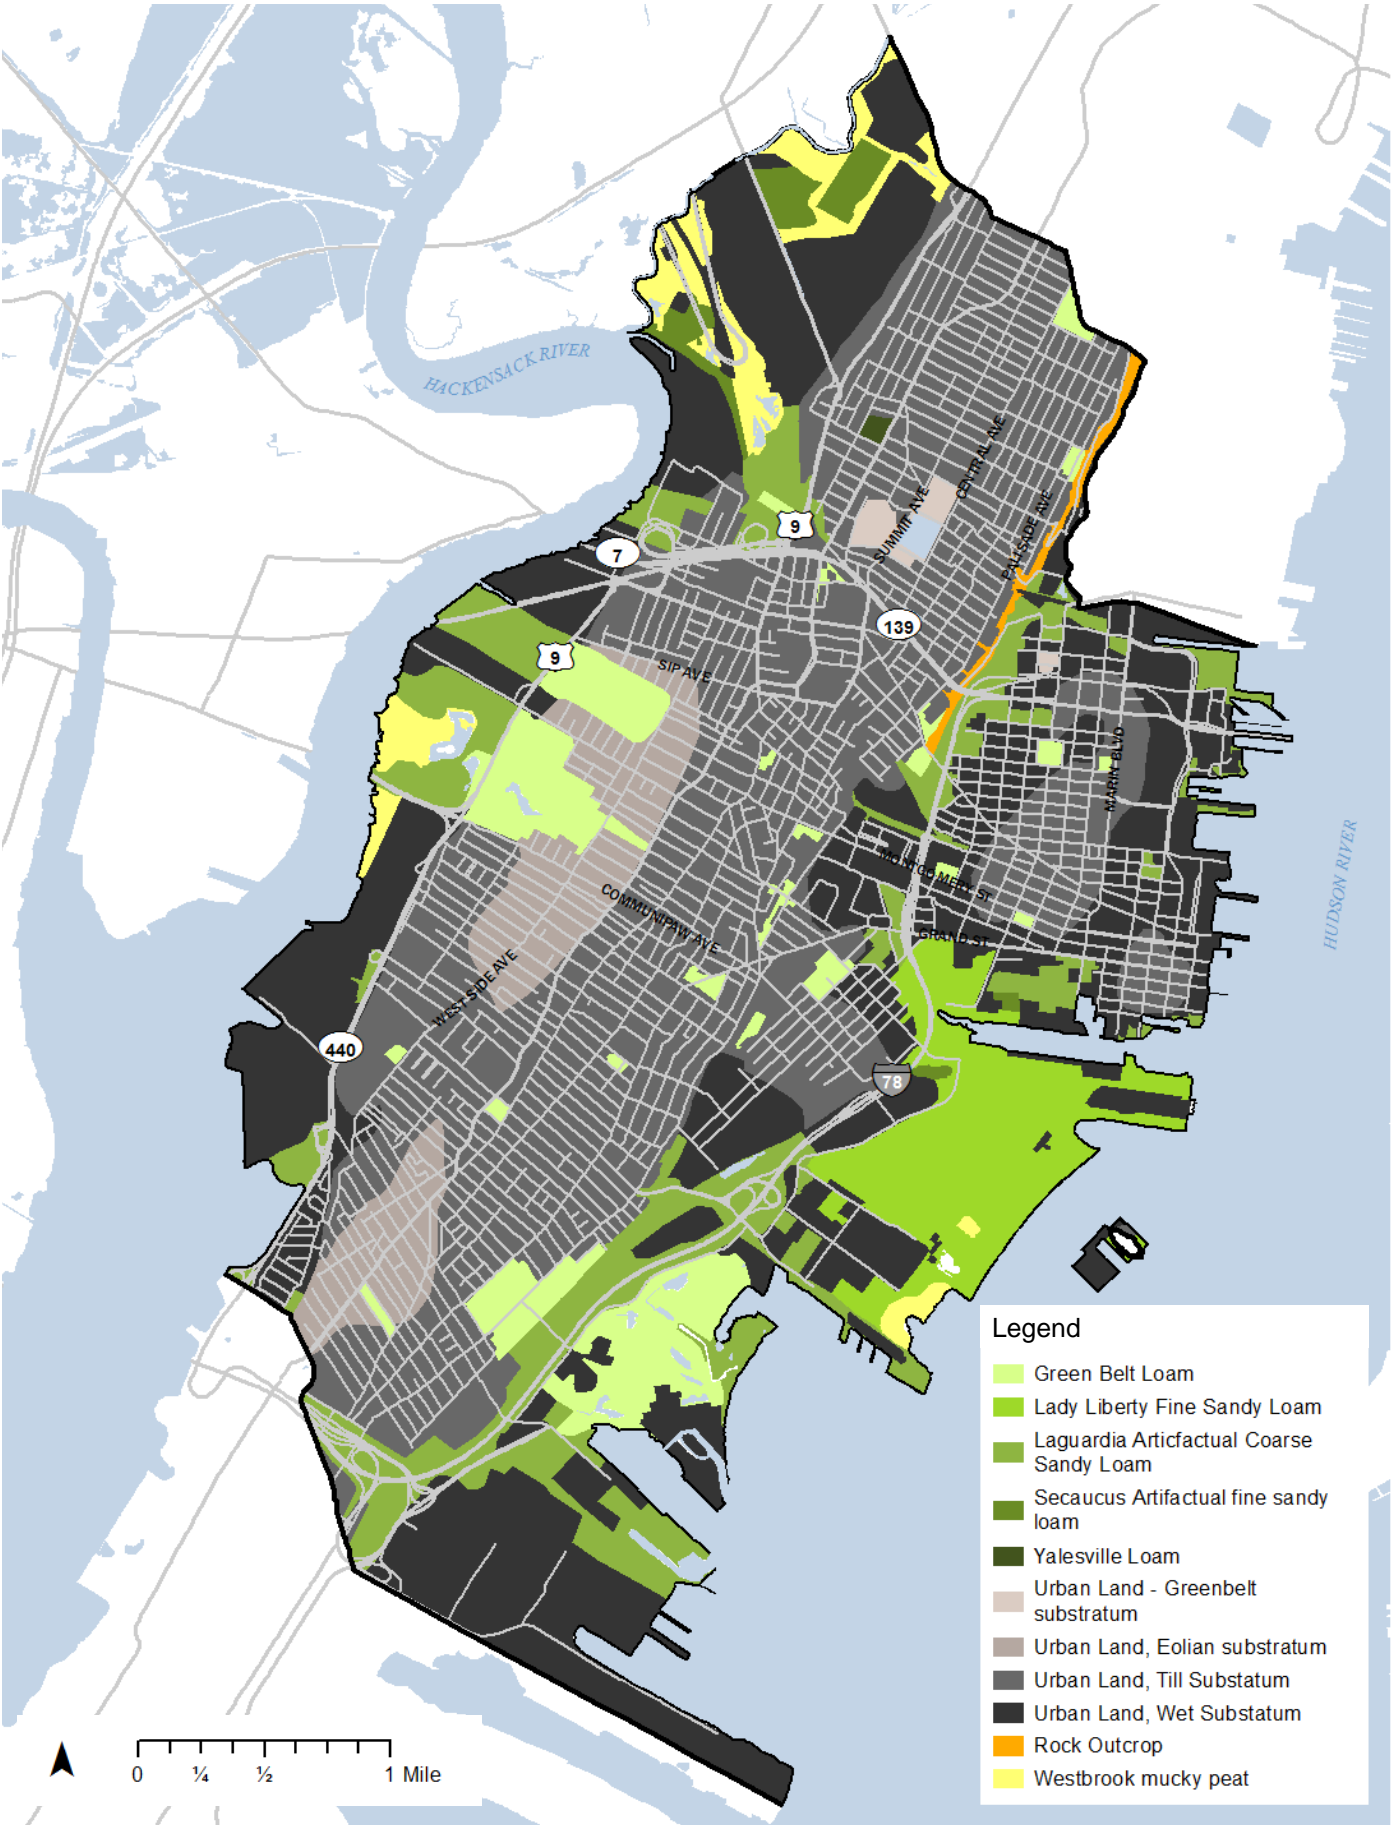 HACKENSACK RIVER
CENTRAL AVE
SUMMIT AVE
PALISADE AVE
9
7
139
9
SIP AVE
MARIN BLVD
MONTGOMERY ST
HUDSON RIVER
COMMUNIPAW AVE
GRAND ST
WEST SIDE AVE
440
78
Legend
Green Belt Loam
Lady Liberty Fine Sandy Loam
Laguardia Articfactual Coarse
Sandy Loam
Secaucus Artifactual fine sandy
loam
Yalesville Loam
Urban Land - Greenbelt
substratum
Urban Land, Eolian substratum
Urban Land, Till Substatum
Urban Land, Wet Substatum
Rock Outcrop
Westbrook mucky peat
0 ¼ ½ 1 Mile